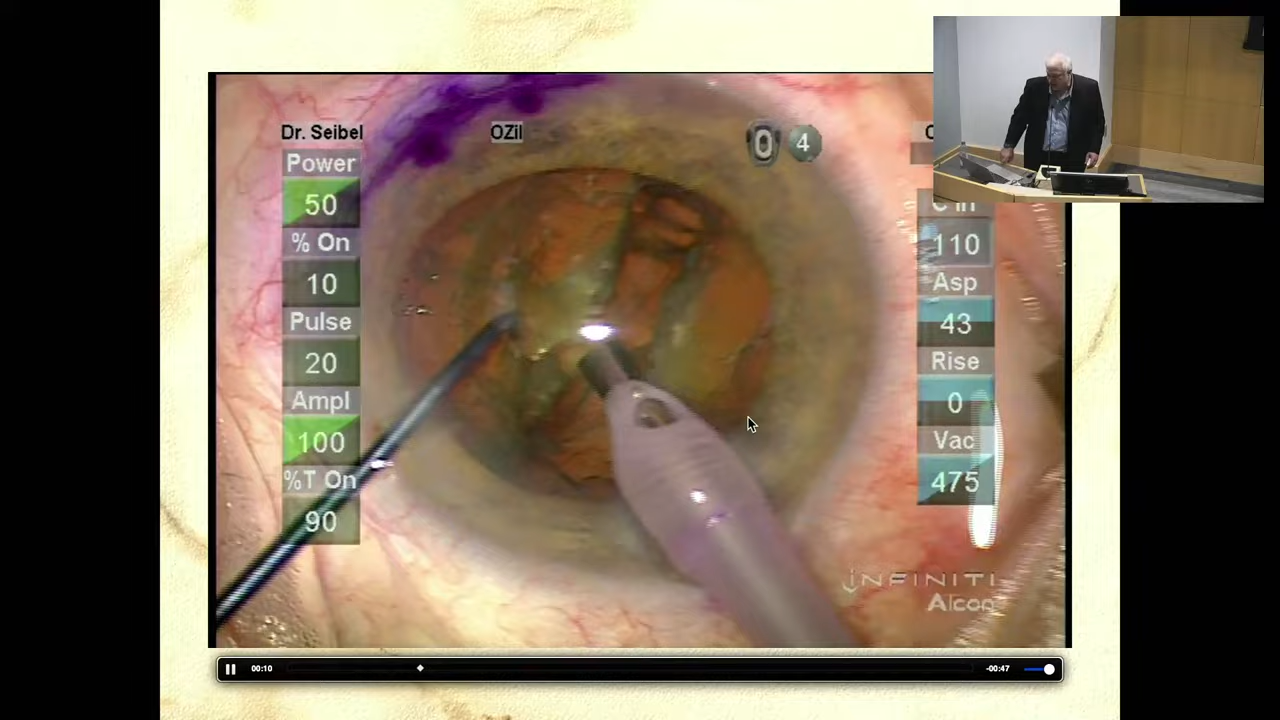 Dr. Seibel
OZil
4
Power
50
% On
10
Pulse
20
Ampl
100
%T On
90
110
Asp
43
Rise
0
Vac
475
iNFINITI
Alcon
00:10
-00:47